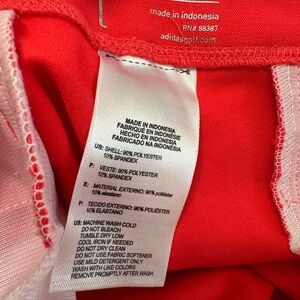 made in indonesia
RN# 88387
adidasgolf.com
MADE IN INDONESIA
FABRIQUÉ EN INDONÉSIE
HECHO EN INDONESIA
FABRICADO NA INDONÉSIA
US: SHELL: 90% POLYESTER
10% SPANDEX
F: VESTE: 90% POLYESTER
10% SPANDEX
E: MATERIAL EXTERNO: 90% poliéster
10% elastano
P: TECIDO EXTERNO: 90% POLIÉSTER
10% ELASTANO
US: MACHINE WASH COLD
DO NOT BLEACH
TUMBLE DRY LOW
COOL IRON IF NEEDED
DO NOT DRY CLEAN
DO NOT USE FABRIC SOFTENER
USE MILD DETERGENT ONLY
WASH WITH LIKE COLORS
REMOVE PROMPTLY AFTER WASH